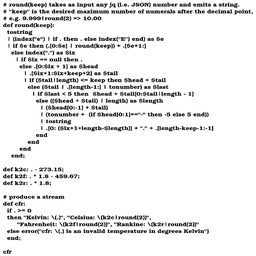 # round(keep) takes as input any jq (i.e. JSON) number and emits a string.
# "keep" is the desired maximum number of numerals after the decimal point,
# e.g. 9.999|round(2) => 10.00
def round(keep):
tostring
| (index("e") | if . then . else index("E") end) as $e
| if $e then (.[0:$e] | round(keep)) + .[$e+1:]
else index(".") as $ix
| if $ix == null then .
else .[0:$ix + 1] as $head
| .[$ix+1:$ix+keep+2] as $tail
| if ($tail|length) <= keep then $head + $tail
else ($tail | .[length-1:] | tonumber) as $last
| if $last < 5 then $head + $tail[0:$tail|length - 1]
else (($head + $tail) | length) as $length
| ($head[0:-1] + $tail)
| (tonumber + (if $head[0:1]=="-" then -5 else 5 end))
| tostring
| .[0: ($ix+1+length-$length)] + "." + .[length-keep-1:-1]
end
end
end
end;
def k2c: . - 273.15;
def k2f: . * 1.8 - 459.67;
def k2r: . * 1.8;
# produce a stream
def cfr:
if . >= 0
then "Kelvin: \(.)", "Celsius: \(k2c|round(2))",
"Fahrenheit: \(k2f|round(2))", "Rankine: \(k2r|round(2))"
else error("cfr: \(.) is an invalid temperature in degrees Kelvin")
end;
cfr